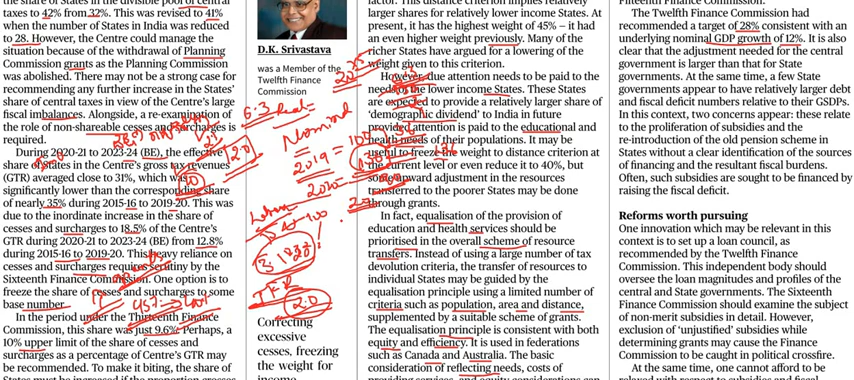 the States' share in the divisible pool of central
taxes to 42% from 32%. This was revised to 41%
when the number of States in India was reduced
to 28. However, the Centre could manage the
situation because of the withdrawal of Planning
Commission grants as the Planning Commission
was abolished. There may not be a strong case for
recommending any further increase in the States'
share of central taxes in view of the Centre's large
fiscal imbalances. Alongside, a re-examination of
the role of non-shareable cesses and surcharges is
required.
During 2020-21 to 2023-24 (BE), the effective
share of States in the Centre's gross tax revenues
(GTR) averaged close to 31%, which was
significantly lower than the corresponding share
of nearly 35% during 2015-16 to 2019-20. This was
due to the inordinate increase in the share of
cesses and surcharges to 18.5% of the Centre's
GTR during 2020-21 to 2023-24 (BE) from 12.8%
during 2015-16 to 2019-20. This heavy reliance on
cesses and surcharges requires scrutiny by the
Sixteenth Finance Commission. One option is to
freeze the share of cesses and surcharges to some
base number.
In the period under the Thirteenth Finance
Commission, this share was just 9.6%. Perhaps, a
10% upper limit of the share of cesses and
surcharges as a percentage of Centre's GTR may
be recommended. To make it biting, the share of
States must be increased if the proportion
D.K. Srivastava
was a Member of the
Twelfth Finance
Commission
6.3 Real
Nominal
2019 = 100
2020
120
20
Correcting
excessive
cesses, freezing
the weight for
income
factor. This distance criterion implies relatively
larger shares for relatively lower income States. At
present, it has the highest weight of 45% – it had
an even higher weight previously. Many of the
richer States have argued for a lowering of the
weight given to this criterion.
However, due attention needs to be paid to the
needs of the lower income States. These States
are expected to provide a relatively larger share of
'demographic dividend' to India in future
provided attention is paid to the educational and
health needs of their populations. It may be
useful to freeze the weight to distance criterion at
the current level or even reduce it to 40%, but
some upward adjustment in the resources
transferred to the poorer States may be done
through grants.
In fact, equalisation of the provision of
education and health services should be
prioritised in the overall scheme of resource
transfers. Instead of using a large number of tax
devolution criteria, the transfer of resources to
individual States may be guided by the
equalisation principle using a limited number of
criteria such as population, area and distance,
supplemented by a suitable scheme of grants.
The equalisation principle is consistent with both
equity and efficiency. It is used in federations
such as Canada and Australia. The basic
consideration of reflecting needs, costs of
providing services, and equity considerations can
Fifteenth Finance Commission.
The Twelfth Finance Commission had
recommended a target of 28% consistent with an
underlying nominal GDP growth of 12%. It is also
clear that the adjustment needed for the central
government is larger than that for State
governments. At the same time, a few State
governments appear to have relatively larger debt
and fiscal deficit numbers relative to their GSDPs.
In this context, two concerns appear: these relate
to the proliferation of subsidies and the
re-introduction of the old pension scheme in
States without a clear identification of the sources
of financing and the resultant fiscal burden.
Often, such subsidies are sought to be financed by
raising the fiscal deficit.
Reforms worth pursuing
One innovation which may be relevant in this
context is to set up a loan council, as
recommended by the Twelfth Finance
Commission. This independent body should
oversee the loan magnitudes and profiles of the
central and State governments. The Sixteenth
Finance Commission should examine the subject
of non-merit subsidies in detail. However,
exclusion of 'unjustified' subsidies while
determining grants may cause the Finance
Commission to be caught in political crossfire.
At the same time, one cannot afford to be
relaxed with respect to subsidies and fiscal